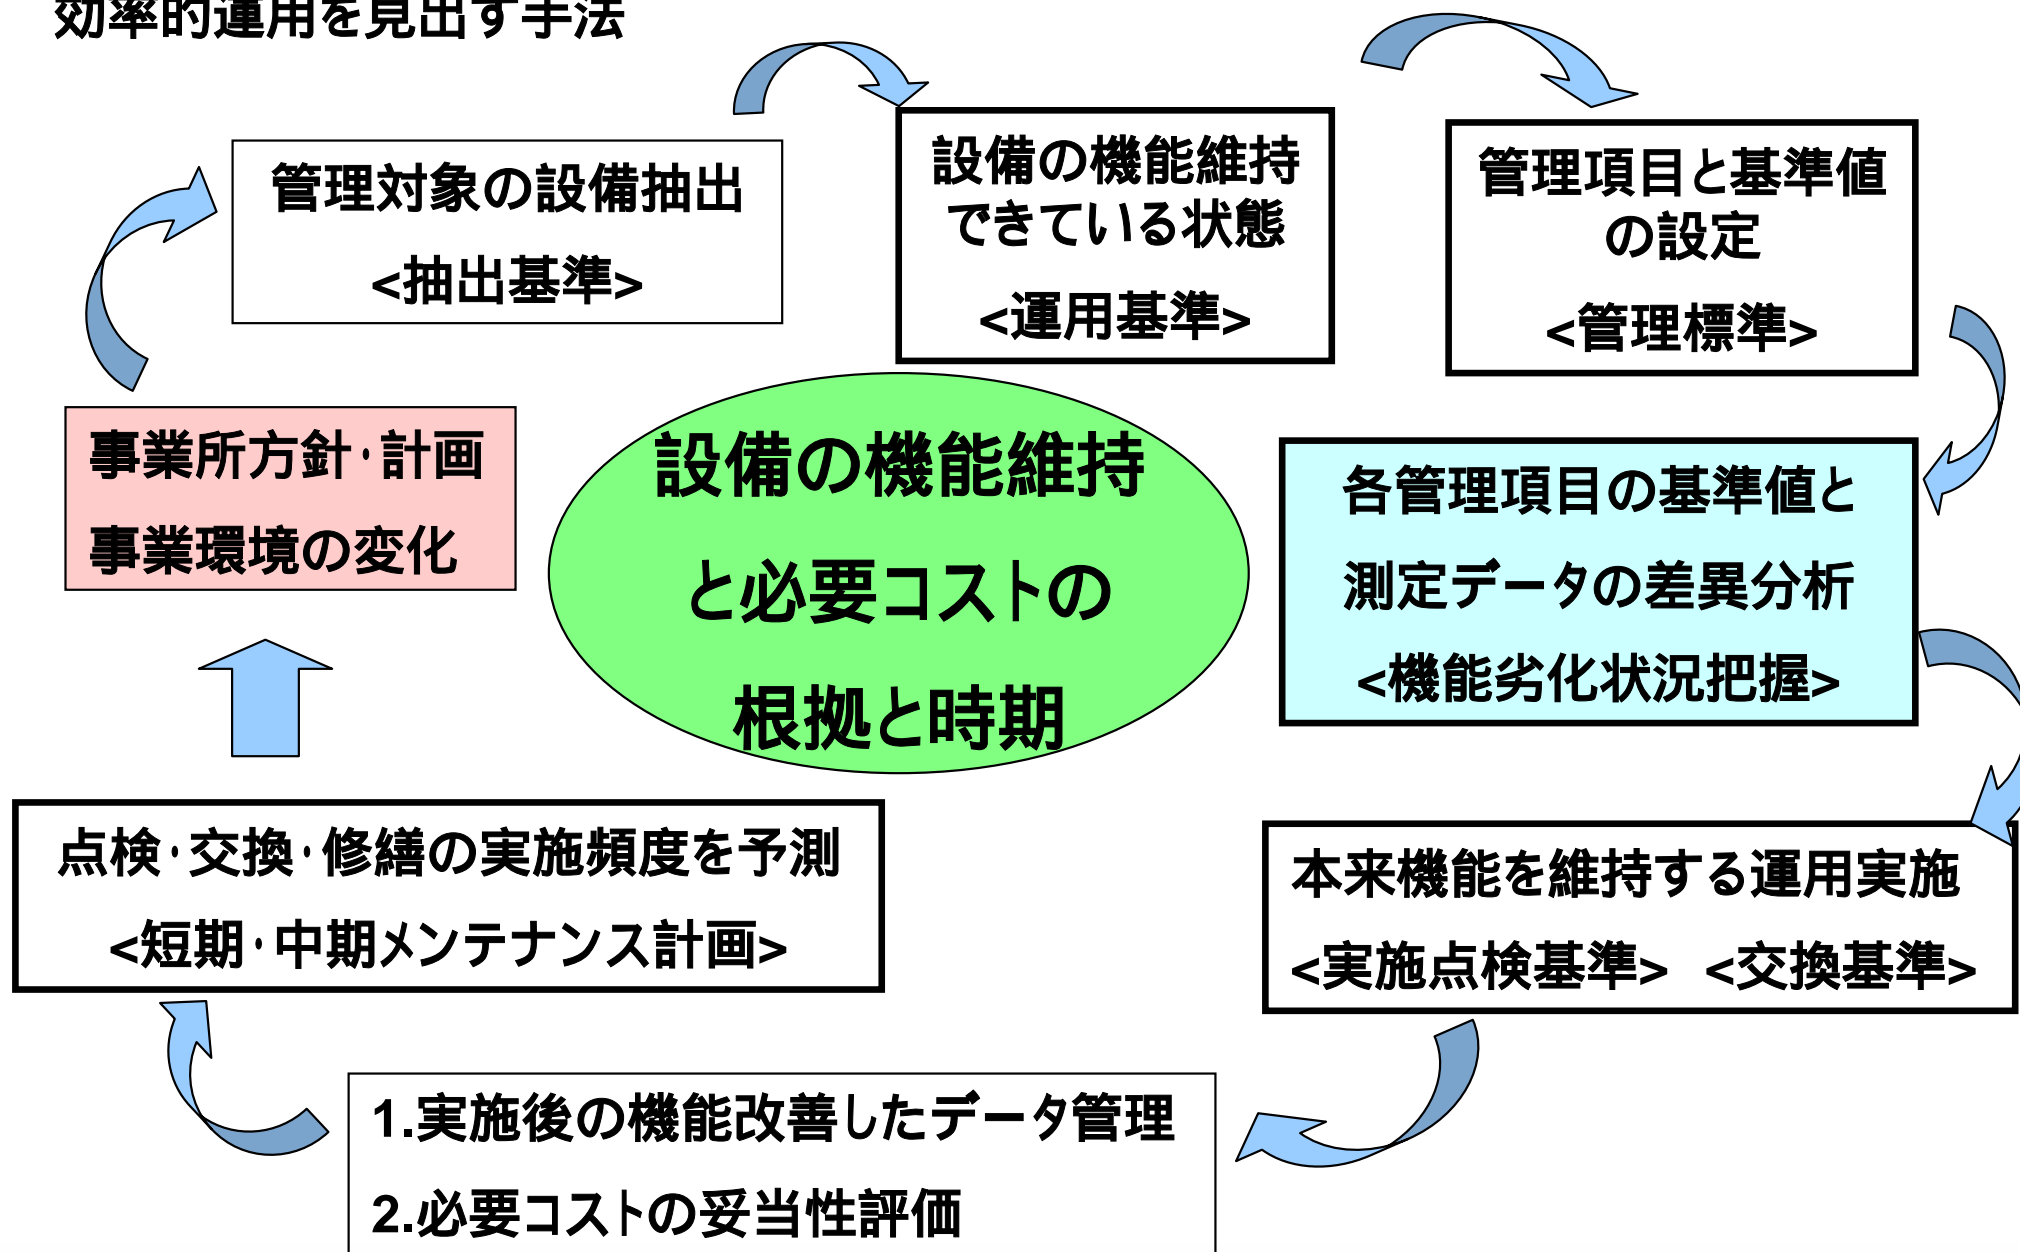 効率的運用を見出す手法
管理対象の設備抽出
<抽出基準>
設備の機能維持
できている状態
<運用基準>
管理項目と基準値
の設定
<管理標準>
各管理項目の基準値と
測定データの差異分析
<機能劣化状況把握>
本来機能を維持する運用実施
<実施点検基準> <交換基準>
1.実施後の機能改善したデータ管理
2.必要コストの妥当性評価
点検・交換・修繕の実施頻度を予測
<短期・中期メンテナンス計画>
事業所方針・計画
事業環境の変化
設備の機能維持
と必要コストの
根拠と時期